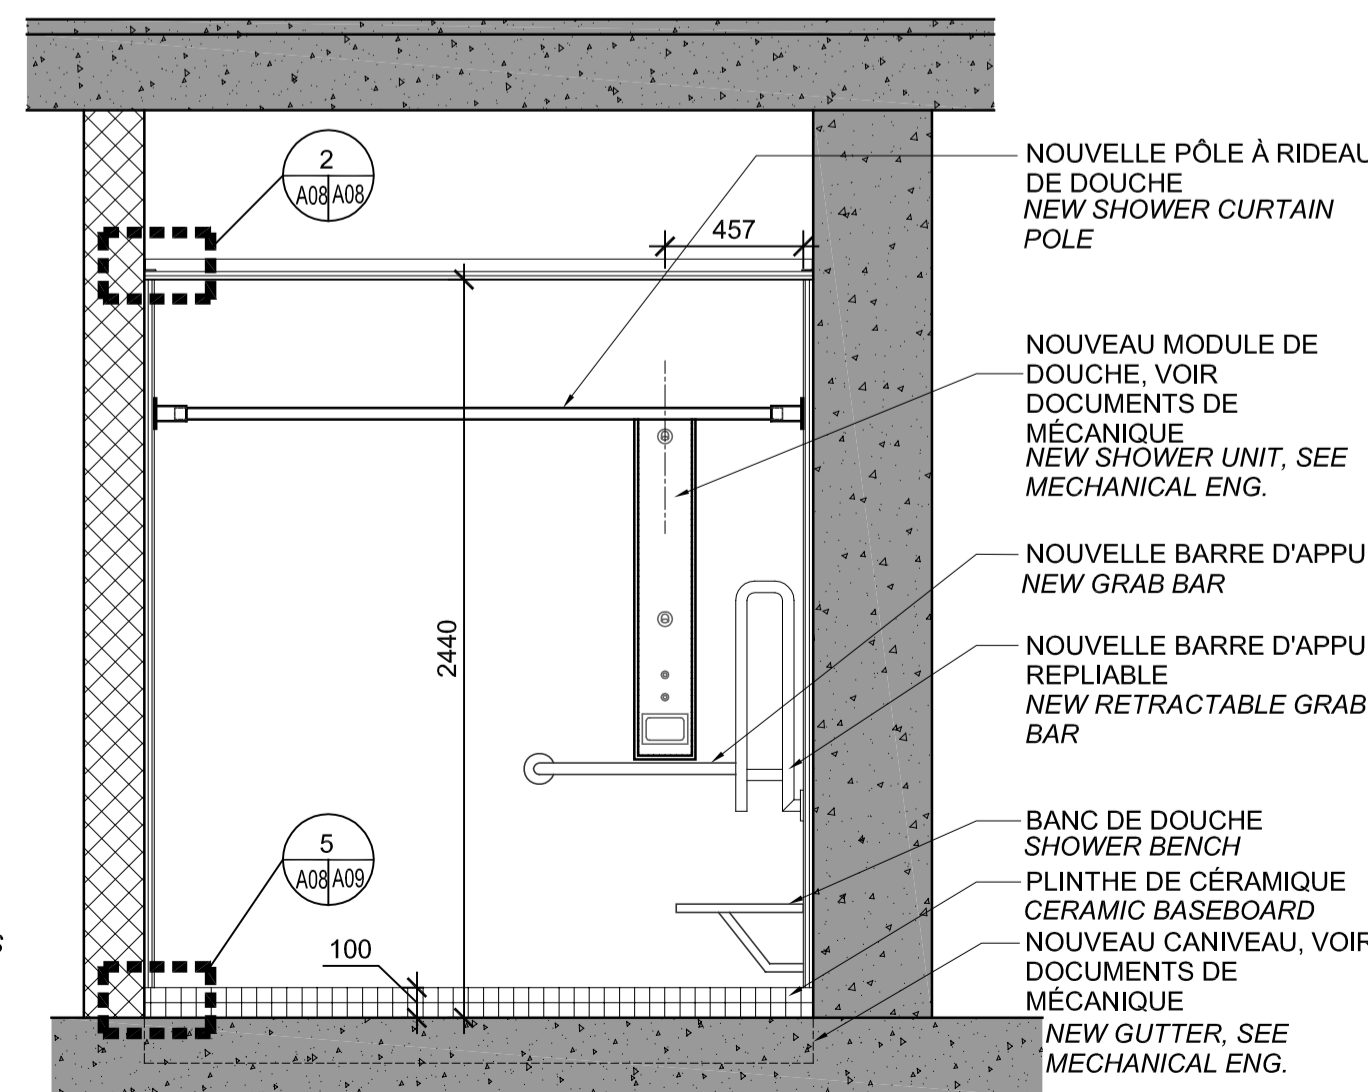 2
A08 A08
457
NOUVELLE PÔLE À RIDEAU
DE DOUCHE
NEW SHOWER CURTAIN
POLE
NOUVEAU MODULE DE
DOUCHE, VOIR
DOCUMENTS DE
MÉCANIQUE
NEW SHOWER UNIT, SEE
MECHANICAL ENG.
NOUVELLE BARRE D'APPU
NEW GRAB BAR
2440
NOUVELLE BARRE D'APPU
REPLIABLE
NEW RETRACTABLE GRAB
BAR
5
A08 A09
BANC DE DOUCHE
SHOWER BENCH
PLINTHE DE CÉRAMIQUE
CERAMIC BASEBOARD
S
100
NOUVEAU CANIVEAU, VOIR
DOCUMENTS DE
MÉCANIQUE
NEW GUTTER, SEE
MECHANICAL ENG.